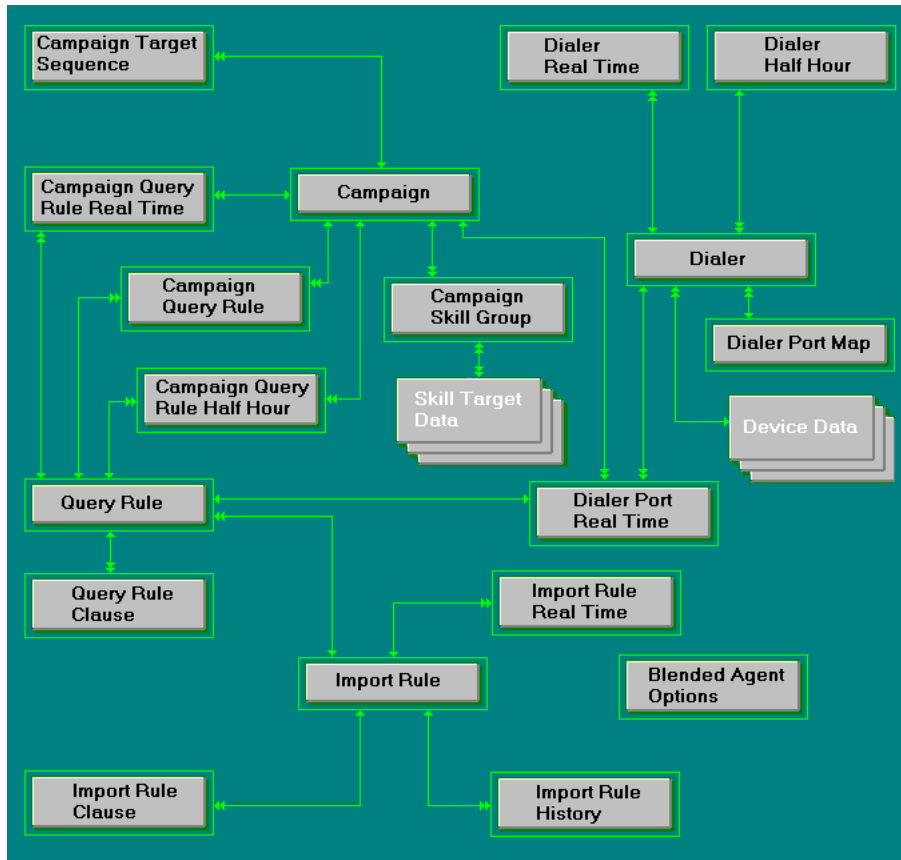 Campaign Target
Sequence
Dialer
Real Time
Dialer
Half Hour
Campaign Query
Rule Real Time
Campaign
Dialer
Campaign
Query Rule
Campaign
Skill Group
Dialer Port Map
Campaign Query
Rule Half Hour
Skill Target
Data
Device Data
Query Rule
Dialer Port
Real Time
Query Rule
Clause
Import Rule
Real Time
Import Rule
Blended Agent
Options
Import Rule
Clause
Import Rule
History